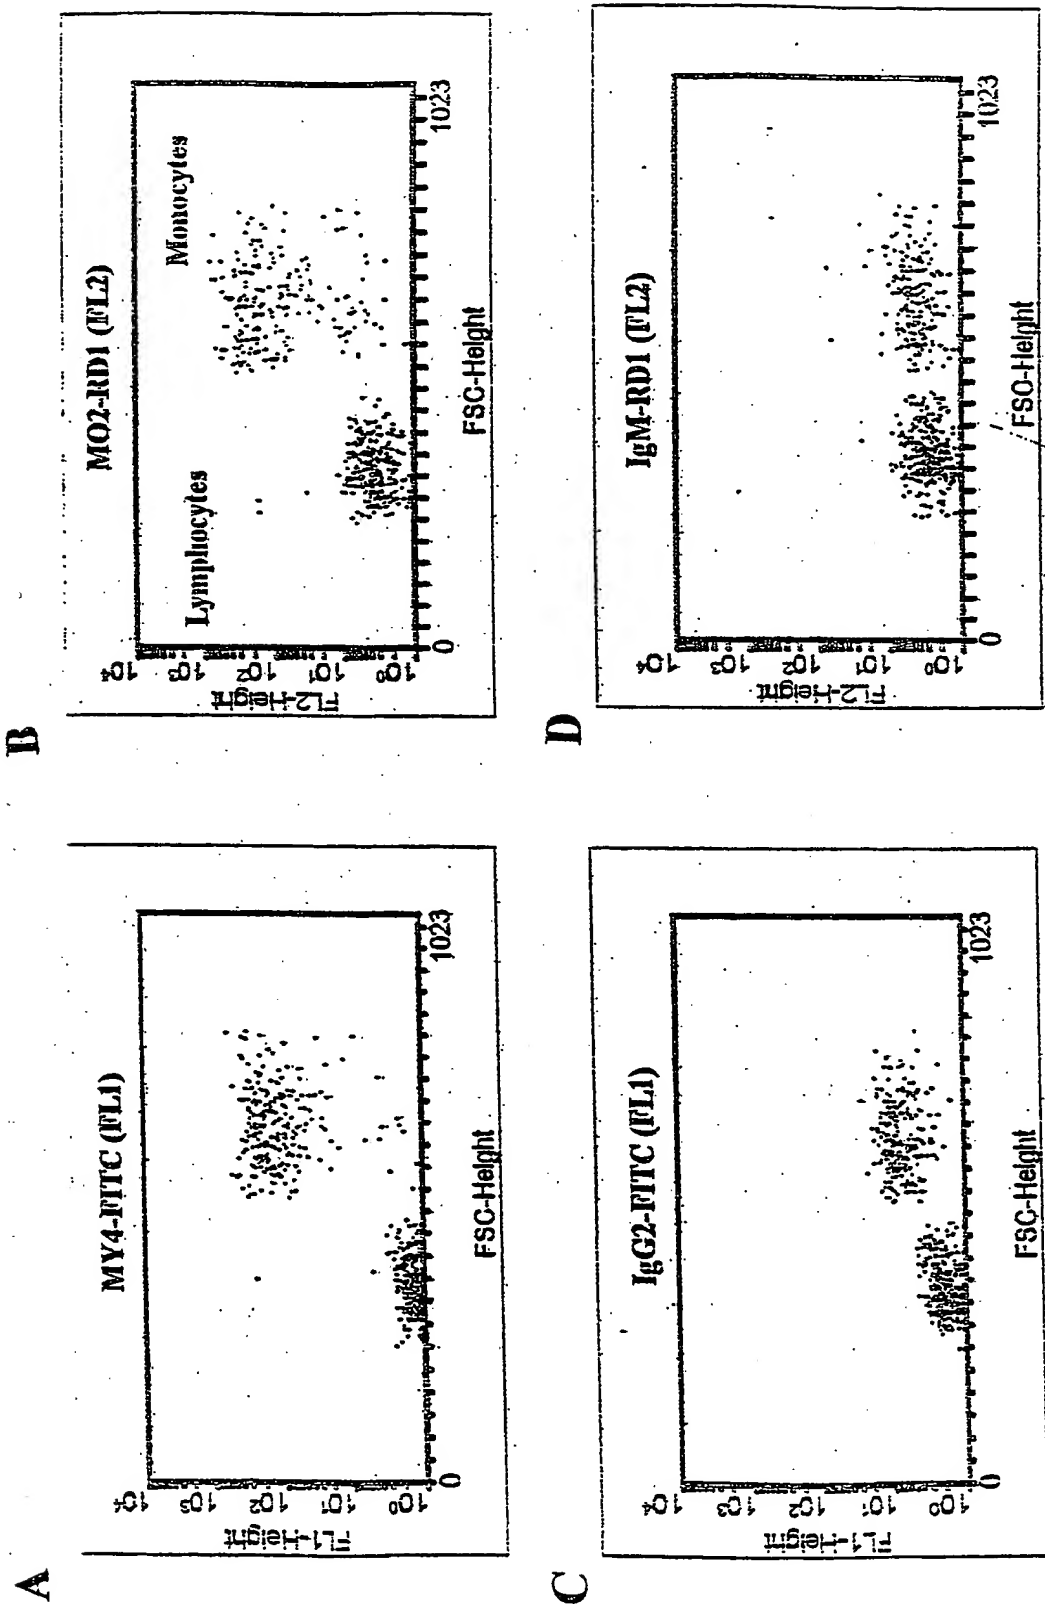 A
MY4-FITC (FL1)
FL1-Height
10⁴
10³
10²
10¹
10⁰
0
1023
FSC-Height
B
MO2-RD1 (FL2)
Lymphocytes
Monocytes
FL2-Height
10⁴
10³
10²
10¹
10⁰
0
1023
FSC-Height
C
IgG2-FITC (FL1)
FL1-Height
10⁴
10³
10²
10¹
10⁰
0
1023
FSC-Height
D
IgM-RD1 (FL2)
FL2-Height
10⁴
10³
10²
10¹
10⁰
0
1023
FSC-Height